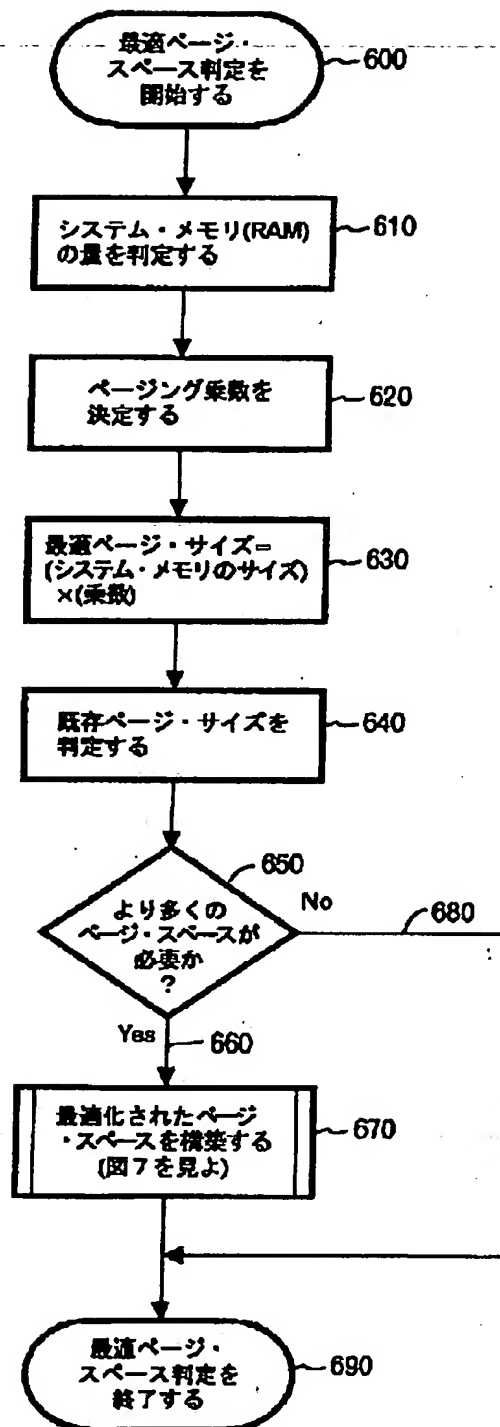 最適ページ・
スペース判定を
開始する
600
システム・メモリ(RAM)
の量を判定する
610
ページング乗数を
決定する
620
最適ページ・サイズ=
(システム・メモリのサイズ)
×(乗数)
630
既存ページ・サイズを
判定する
640
650
より多くの
ページ・スペースが
必要か
?
No
680
Yes
660
最適化されたページ
・スペースを構築する
(図7を見よ)
670
最適ページ・
スペース判定を
終了する
690